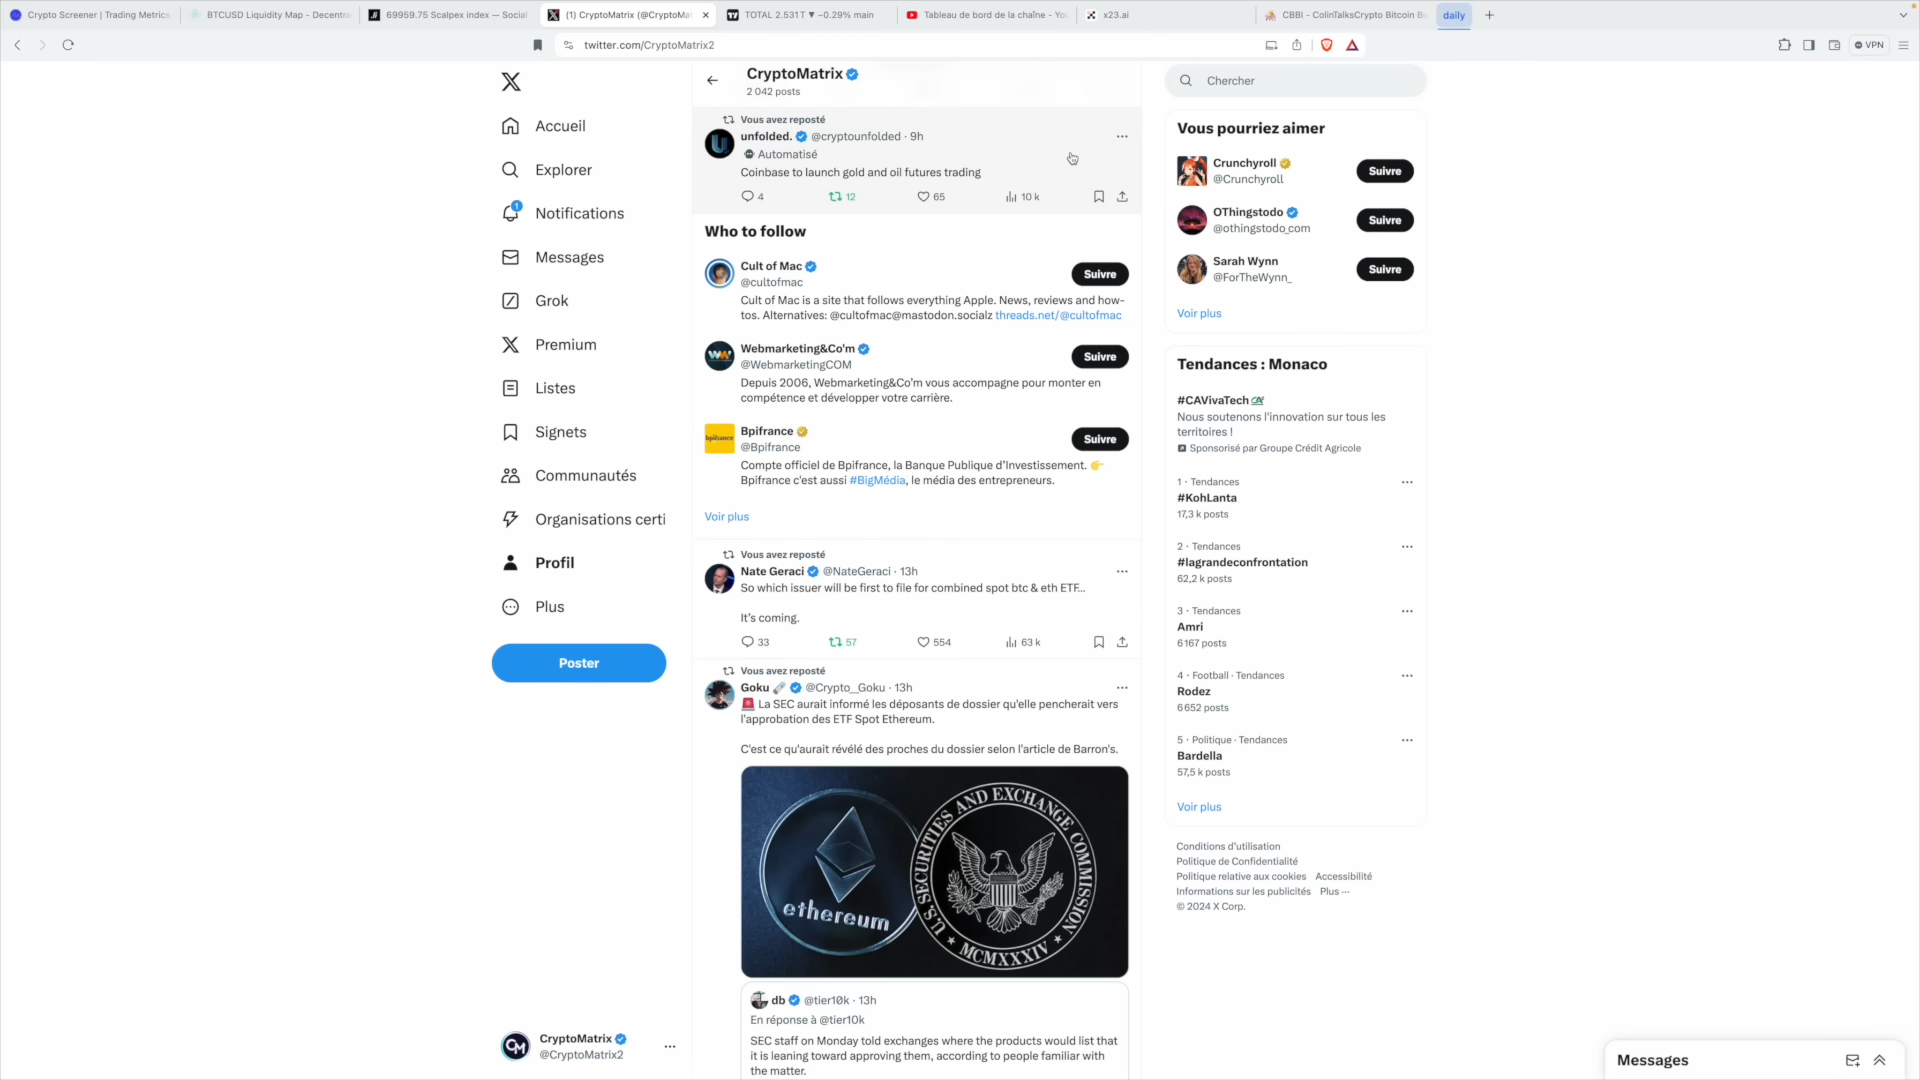 Crypto Screener | Trading Metrics,
BTCUSD Liquidity Map - Decentra
69959.75 Scalpex index — Social
(1) CryptoMatrix (@CryptoMat
TOTAL 2.531 T ▼ −0.29% main
Tableau de bord de la chaîne - Yo
x23.ai
CBBI - ColinTalksCrypto Bitcoin B
daily
twitter.com/CryptoMatrix2
VPN
Accueil
Explorer
1
Notifications
Messages
Grok
Premium
Listes
Signets
Communautés
Organisations certi
Profil
Plus
Poster
CryptoMatrix
@CryptoMatrix2
CryptoMatrix
2 042 posts
Vous avez reposté
unfolded. @cryptounfolded · 9h
Automatisé
Coinbase to launch gold and oil futures trading
4 12 65 10 k
Who to follow
Cult of Mac
@cultofmac
Suivre
Cult of Mac is a site that follows everything Apple. News, reviews and how-
tos. Alternatives: @cultofmac@mastodon.socialz threads.net/@cultofmac
Webmarketing&Co'm
@WebmarketingCOM
Suivre
Depuis 2006, Webmarketing&Co'm vous accompagne pour monter en
compétence et développer votre carrière.
bpifrance
Bpifrance
@Bpifrance
Suivre
Compte officiel de Bpifrance, la Banque Publique d'Investissement. 👉
Bpifrance c'est aussi #BigMédia, le média des entrepreneurs.
Voir plus
Vous avez reposté
Nate Geraci @NateGeraci · 13h
So which issuer will be first to file for combined spot btc & eth ETF...
It's coming.
33 57 554 63 k
Vous avez reposté
Goku @Crypto__Goku · 13h
🚨 La SEC aurait informé les déposants de dossier qu'elle pencherait vers
l'approbation des ETF Spot Ethereum.
C'est ce qu'aurait révélé des proches du dossier selon l'article de Barron's.
ethereum
U.S. SECURITIES AND EXCHANGE COMMISSION
MCMXXXIV
db @tier10k · 13h
En réponse à @tier10k
SEC staff on Monday told exchanges where the products would list that
it is leaning toward approving them, according to people familiar with
the matter.
Chercher
Vous pourriez aimer
Crunchyroll
@Crunchyroll
Suivre
OThingstodo
@othingstodo_com
Suivre
Sarah Wynn
@ForTheWynn_
Suivre
Voir plus
Tendances : Monaco
#CAVivaTech
Nous soutenons l'innovation sur tous les
territoires !
Sponsorisé par Groupe Crédit Agricole
1 · Tendances
#KohLanta
17,3 k posts
2 · Tendances
#lagrandeconfrontation
62,2 k posts
3 · Tendances
Amri
6 167 posts
4 · Football · Tendances
Rodez
6 652 posts
5 · Politique · Tendances
Bardella
57,5 k posts
Voir plus
Conditions d'utilisation
Politique de Confidentialité
Politique relative aux cookies Accessibilité
Informations sur les publicités Plus ···
© 2024 X Corp.
Messages